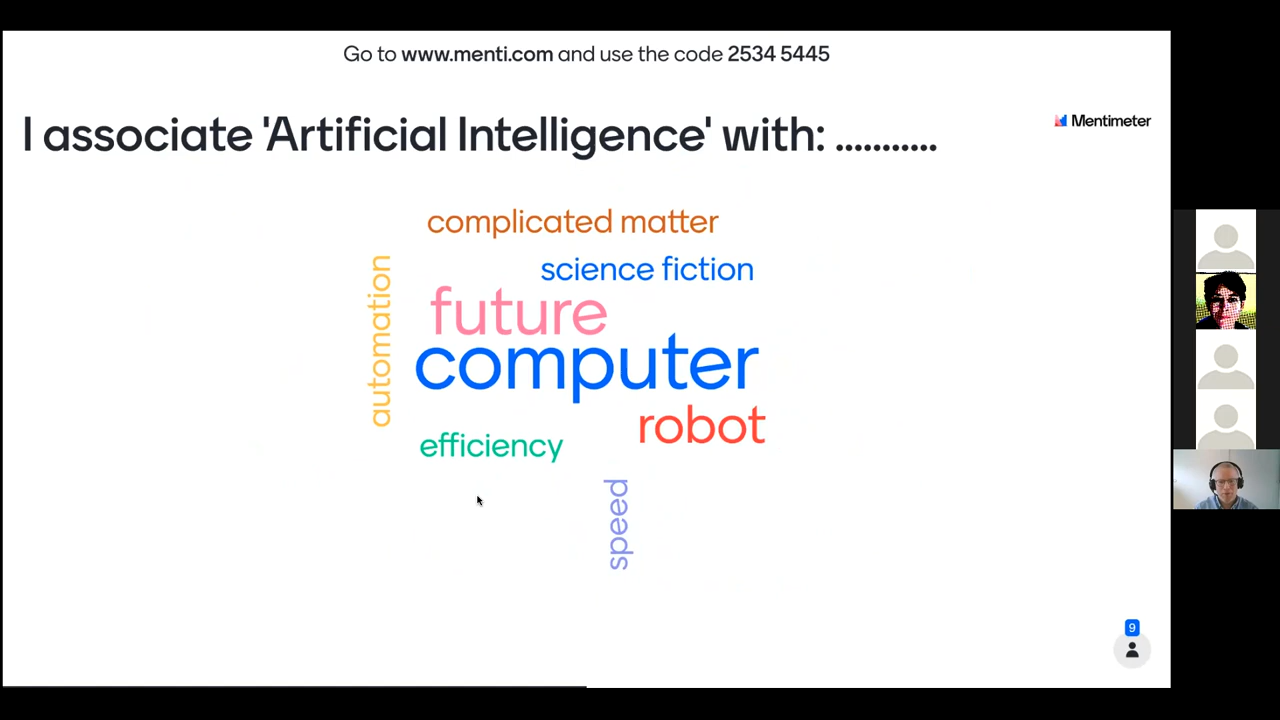 Go to www.menti.com and use the code 2534 5445
I associate 'Artificial Intelligence' with: ...........
Mentimeter
complicated matter
science fiction
automation
future
computer
robot
efficiency
speed
9